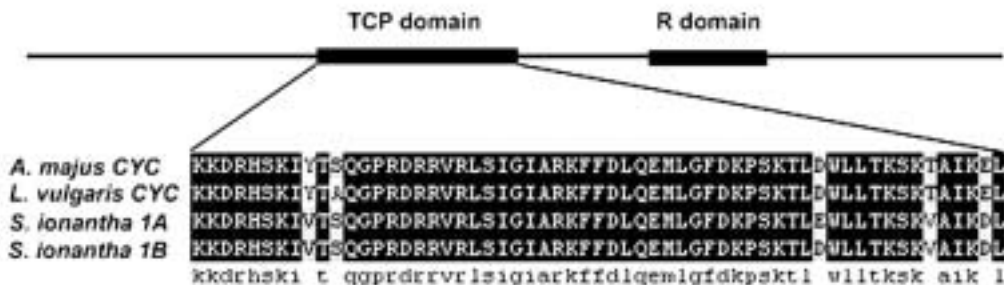 TCP domain R domain
A. majus CYC KKDRHSKIYTSQGPRDRRVRLSIGIARKFFDLQEMLGFDKPSKTLDWLLTKSKTAIKEL
L. vulgaris CYC KKDRHSKIYTAQGPRDRRVRLSIGIARKFFDLQEMLGFDKPSKTLDWLLTKSKTAIKEL
S. ionantha 1A KKDRHSKIVTSQGPRDRRVRLSIGIARKFFDLQEMLGFDKPSKTLEWLLTKSKVAIKDL
S. ionantha 1B KKDRHSKIVTSQGPRDRRVRLSIGIARKFFDLQEMLGFDKPSKTLDWLLTKSKVAIKDL
kkdrhski t qgprdrrvrlsigiarkffdlqemlgfdkpsktl wlltksk aik l